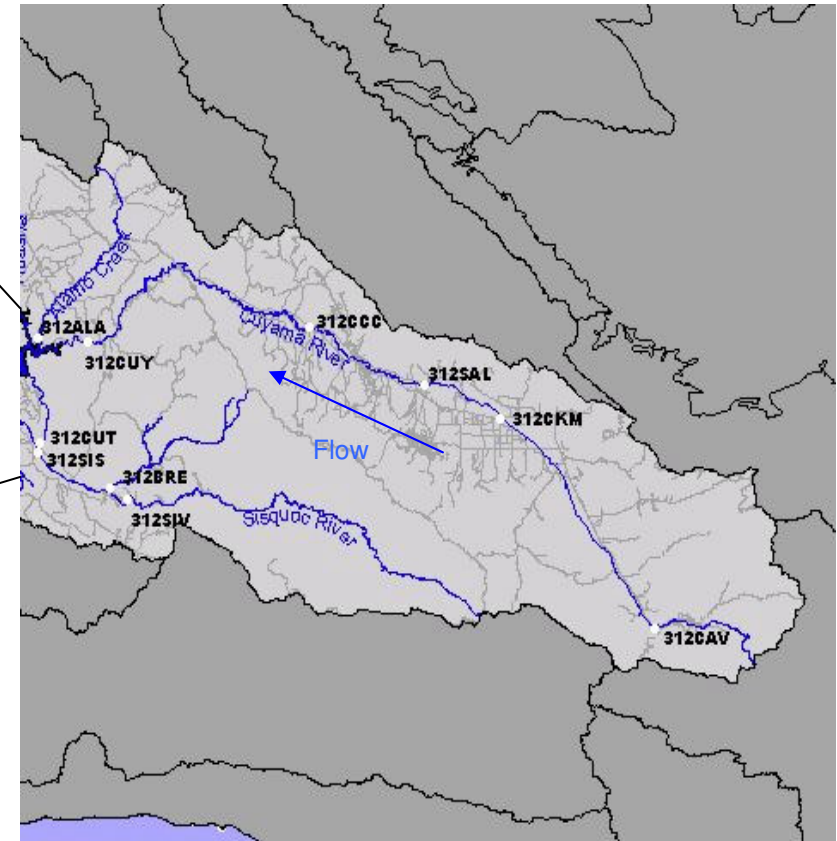 Alamo Creek
312ALA
312CUY
Cuyama River
312CCC
312SAL
312CKM
Flow
312CUT
312SIS
312BRE
312SIV
Sisquoc River
312CAV